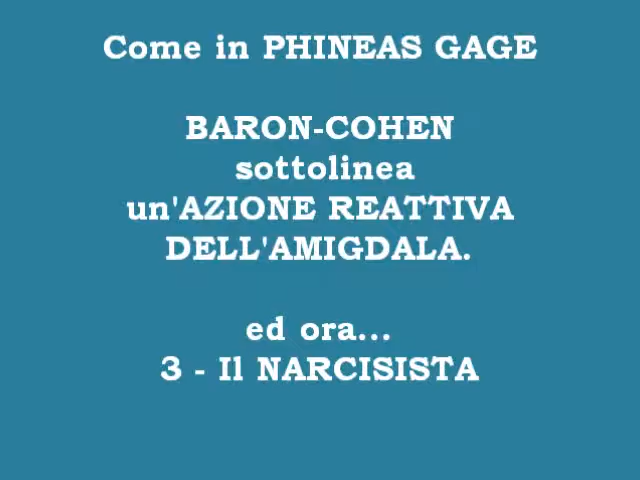 Come in PHINEAS GAGE
BARON-COHEN
sottolinea
un'AZIONE REATTIVA
DELL'AMIGDALA.
ed ora...
3 - Il NARCISISTA